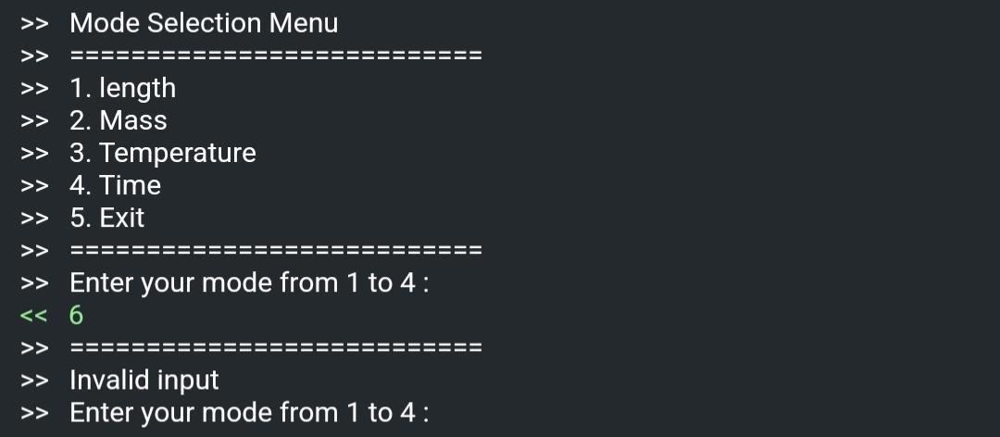 >> Mode Selection Menu
>> ===========================
>> 1. length
>> 2. Mass
>> 3. Temperature
>> 4. Time
>> 5. Exit
>> ===========================
>> Enter your mode from 1 to 4 :
<< 6
>> ===========================
>> Invalid input
>> Enter your mode from 1 to 4 :